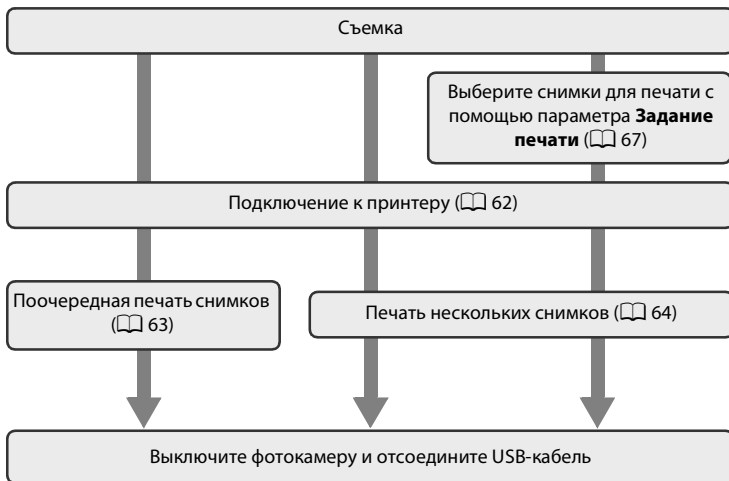 Съемка
Выберите снимки для печати с
помощью параметра Задание
печати (📖 67)
Подключение к принтеру (📖 62)
Поочередная печать снимков
(📖 63)
Печать нескольких снимков (📖 64)
Выключите фотокамеру и отсоедините USB-кабель